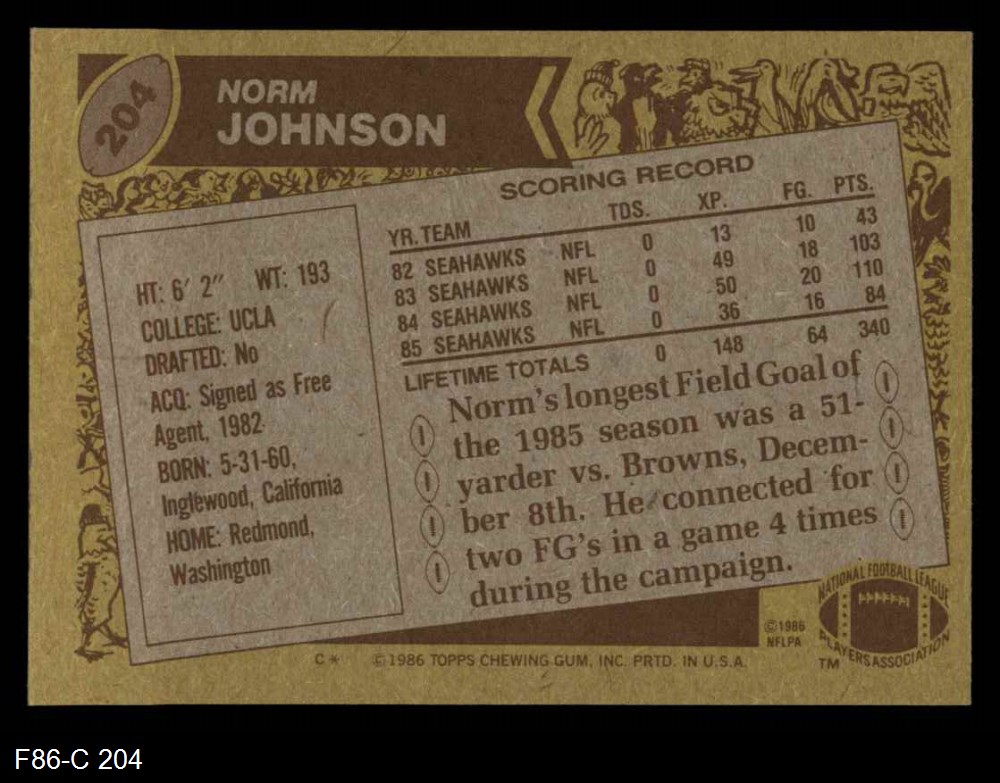 204
NORM
JOHNSON
SCORING RECORD
YR. TEAM TDS. XP. FG. PTS.
82 SEAHAWKS NFL 0 13 10 43
83 SEAHAWKS NFL 0 49 18 103
84 SEAHAWKS NFL 0 50 20 110
85 SEAHAWKS NFL 0 36 16 84
LIFETIME TOTALS 0 148 64 340
HT: 6′ 2″ WT: 193
COLLEGE: UCLA
DRAFTED: No
ACQ: Signed as Free
Agent, 1982
BORN: 5-31-60,
Inglewood, California
HOME: Redmond,
Washington
Norm's longest Field Goal of
the 1985 season was a 51-
yarder vs. Browns, Decem-
ber 8th. He connected for
two FG's in a game 4 times
during the campaign.
NATIONAL FOOTBALL LEAGUE
PLAYERS ASSOCIATION
TM
©1986
NFLPA
C* ©1986 TOPPS CHEWING GUM, INC. PRTD. IN U.S.A.
F86-C 204